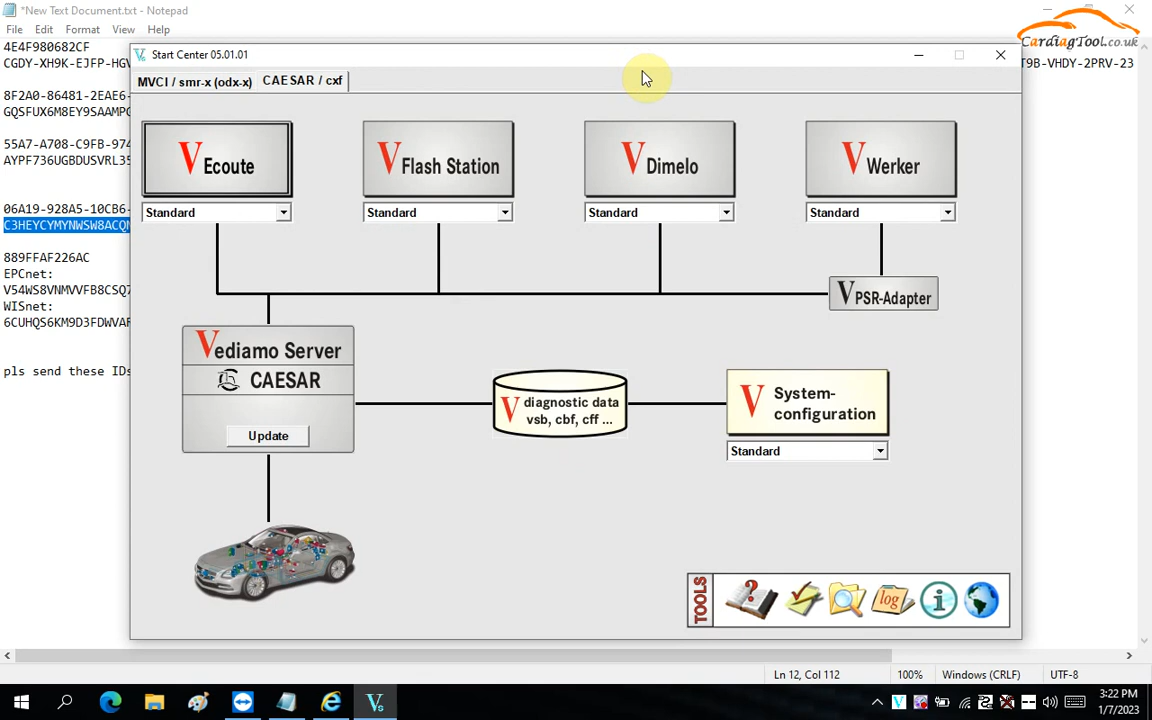 *New Text Document.txt - Notepad
CardiagTool.co.uk
File Edit Format View Help
4E4F980682CF
CGDY-XH9K-EJFP-HGV
T9B-VHDY-2PRV-23
Start Center 05.01.01
MVCI / smr-x (odx-x) CAESAR / cxf
8F2A0-86481-2EAE6-
GQSFUX6M8EY9SAAMPC
55A7-A708-C9FB-974
AYPF736UGBDUSVRL35
V Ecoute V Flash Station V Dimelo V Werker
Standard Standard Standard Standard
06A19-928A5-10CB6-
C3HEYCYMYNWSW8ACQM
889FFAF226AC
EPCnet:
V54WS8VNMVVFB8CSQ7
WISnet:
6CUHQS6KM9D3FDWVAF
pls send these IDs
V PSR-Adapter
Vediamo Server
CAESAR
Update
V diagnostic data
vsb, cbf, cff ...
V System-
configuration
Standard
TOOLS
? log i
Ln 12, Col 112 100% Windows (CRLF) UTF-8
3:22 PM
1/7/2023